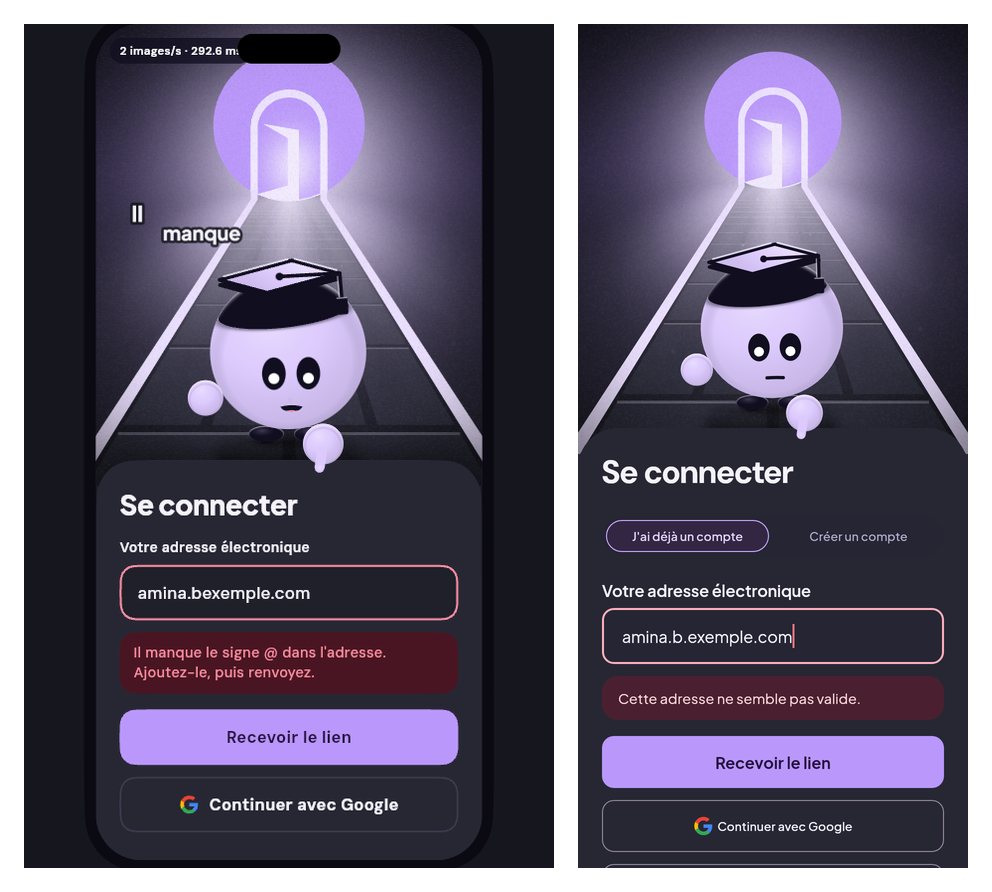 2 images/s · 292.6 ms
Il
manque
Se connecter
Votre adresse électronique
amina.bexemple.com
Il manque le signe @ dans l'adresse.
Ajoutez-le, puis renvoyez.
Recevoir le lien
Continuer avec Google
Se connecter
J'ai déjà un compte
Créer un compte
Votre adresse électronique
amina.b.exemple.com
Cette adresse ne semble pas valide.
Recevoir le lien
Continuer avec Google